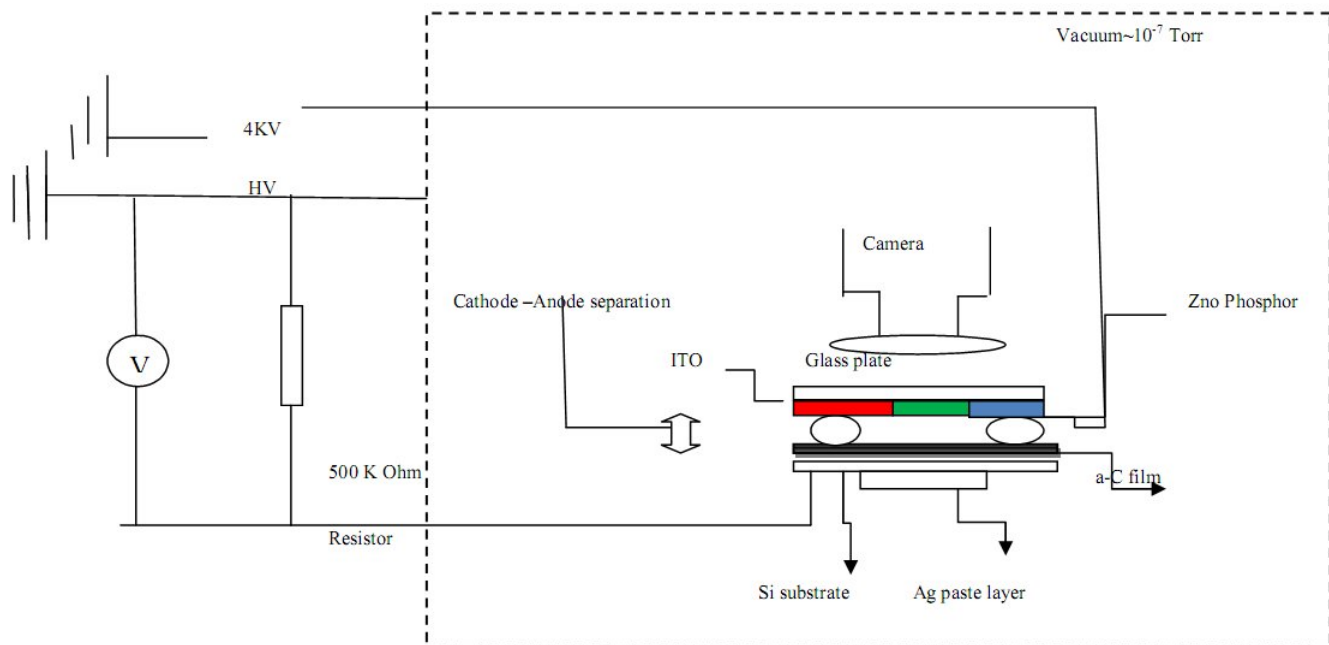 Vacuum~10⁻⁷ Torr
4KV
HV
Camera
Cathode –Anode separation
Zno Phosphor
ITO
Glass plate
V
500 K Ohm
a-C film
Resistor
Si substrate
Ag paste layer